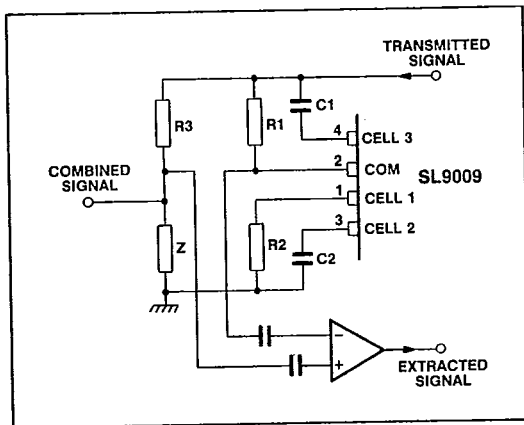 TRANSMITTED
SIGNAL
C1
R3
R1
4
CELL 3
COMBINED
SIGNAL
2
COM
SL9009
1
CELL 1
3
CELL 2
Z
R2
C2
−
+
EXTRACTED
SIGNAL